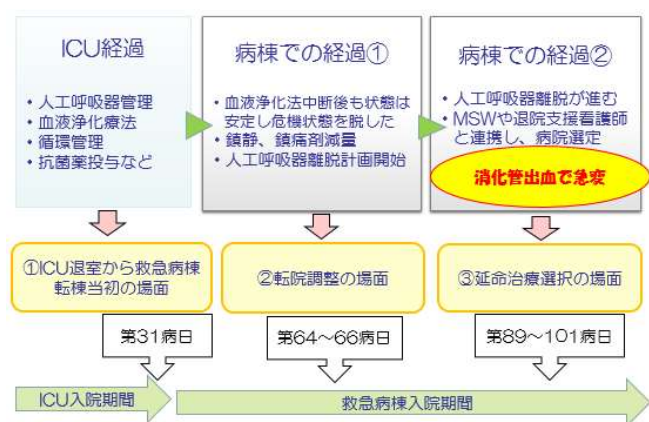 ICU経過
・人工呼吸器管理
・血液浄化療法
・循環管理
・抗菌薬投与など
病棟での経過①
・血液浄化法中断後も状態は
安定し危機状態を脱した
・鎮静、鎮痛剤減量
・人工呼吸器離脱計画開始
病棟での経過②
・人工呼吸器離脱が進む
・MSWや退院支援看護師
と連携し、病院選定
消化管出血で急変
①ICU退室から救急病棟
転棟当初の場面
②転院調整の場面
③延命治療選択の場面
第31病日
第64～66病日
第89～101病日
ICU入院期間
救急病棟入院期間